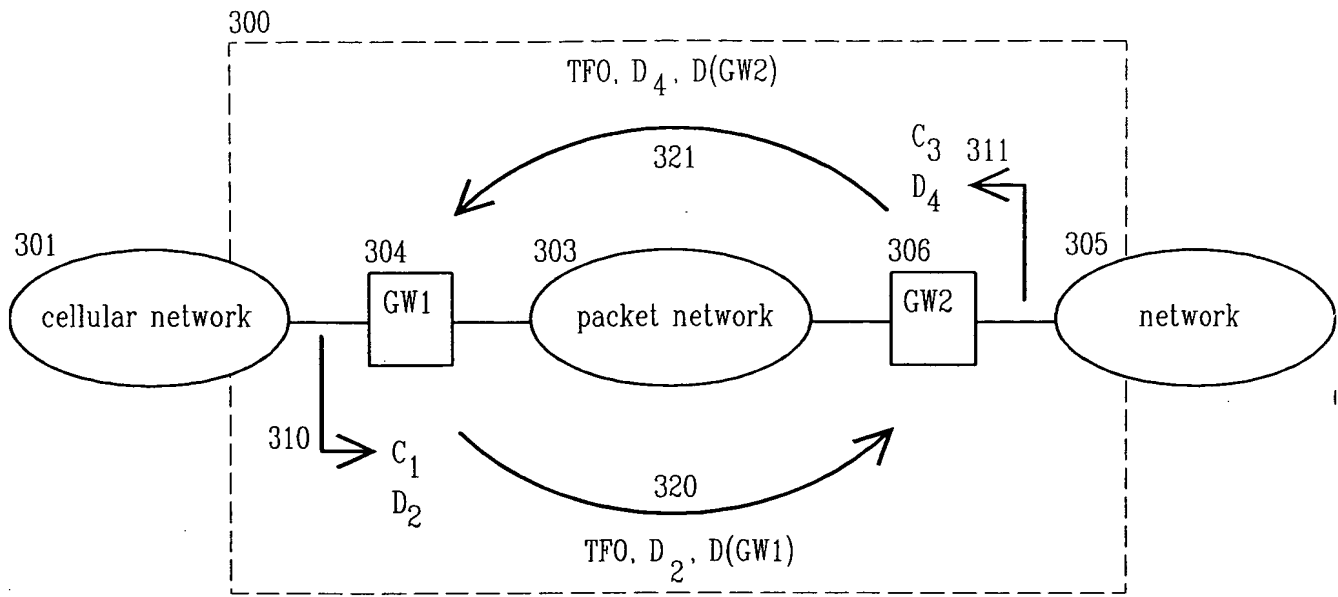 300
TFO, D4, D(GW2)
321
C3 311
D4
301
304
303
306
305
cellular network
GW1
packet network
GW2
network
310
C1
D2
320
TFO, D2, D(GW1)